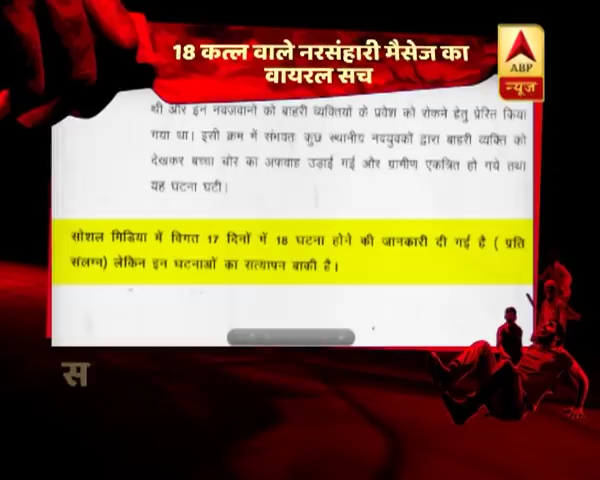 18 कत्ल वाले नरसंहारी मैसेज का
वायरल सच
ABP
न्यूज़
थी और इन नवजवानो को बाहरी व्यक्तियों के प्रवेश को रोकने हेतु प्रेरित किया
गया था। इसी क्रम में संभवतः कुछ स्थानीय नवयुवकों द्वारा बाहरी व्यक्ति को
देखकर बच्चा चोर का अफवाह उड़ाई गई और ग्रामीण एकत्रित हो गये तथा
यह घटना घटी।
सोशल मिडिया में विगत 17 दिनों में 18 घटना होने की जानकारी दी गई है ( प्रति
संलग्न) लेकिन इन घटनाओं का सत्यापन बाकी है।
स